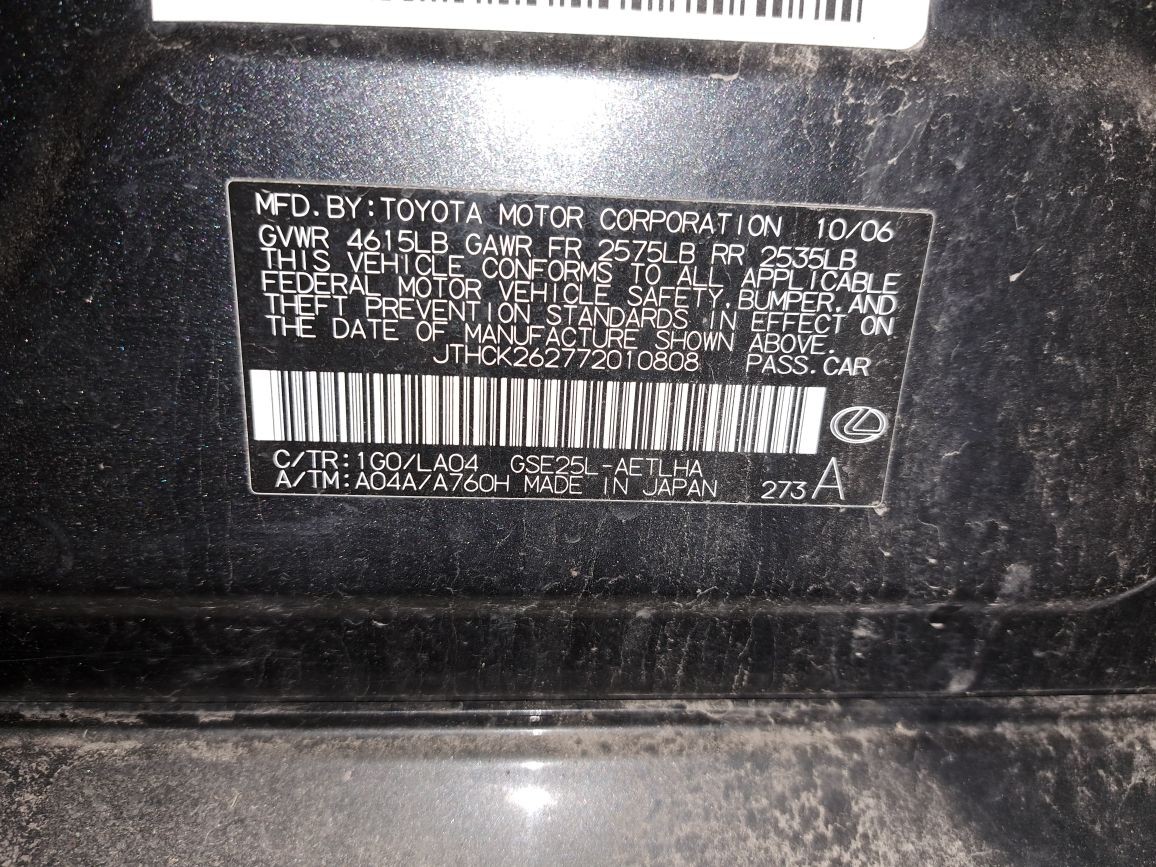 MFD.BY:TOYOTA MOTOR CORPORATION 10/06
GVWR 4615LB GAWR FR 2575LB RR 2535LB
THIS VEHICLE CONFORMS TO ALL APPLICABLE
FEDERAL MOTOR VEHICLE SAFETY,BUMPER,AND
THEFT PREVENTION STANDARDS IN EFFECT ON
THE DATE OF MANUFACTURE SHOWN ABOVE.
JTHCK262772010808 PASS.CAR
C/TR:1G0/LA04 GSE25L-AETLHA
A/TM:A04A/A760H MADE IN JAPAN 273 A